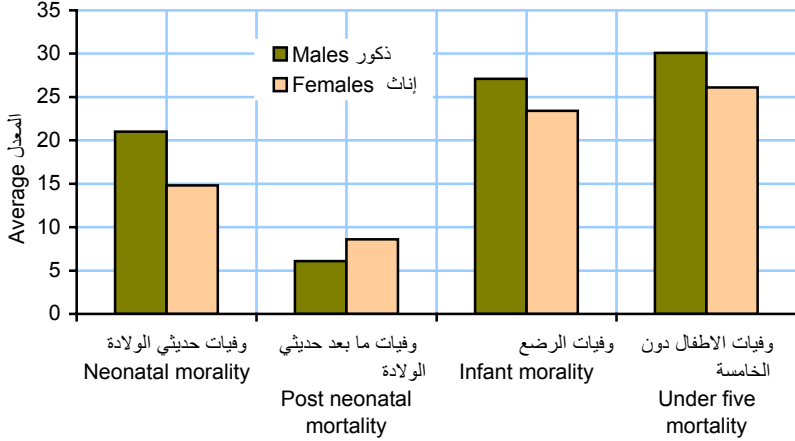 35
30
25
20
15
10
5
0
Average المعدل
Males ذكور
Females إناث
وفيات حديثي الولادة
Neonatal morality
وفيات ما بعد حديثي
الولادة
Post neonatal
mortality
وفيات الرضع
Infant morality
وفيات الاطفال دون
الخامسة
Under five
mortality